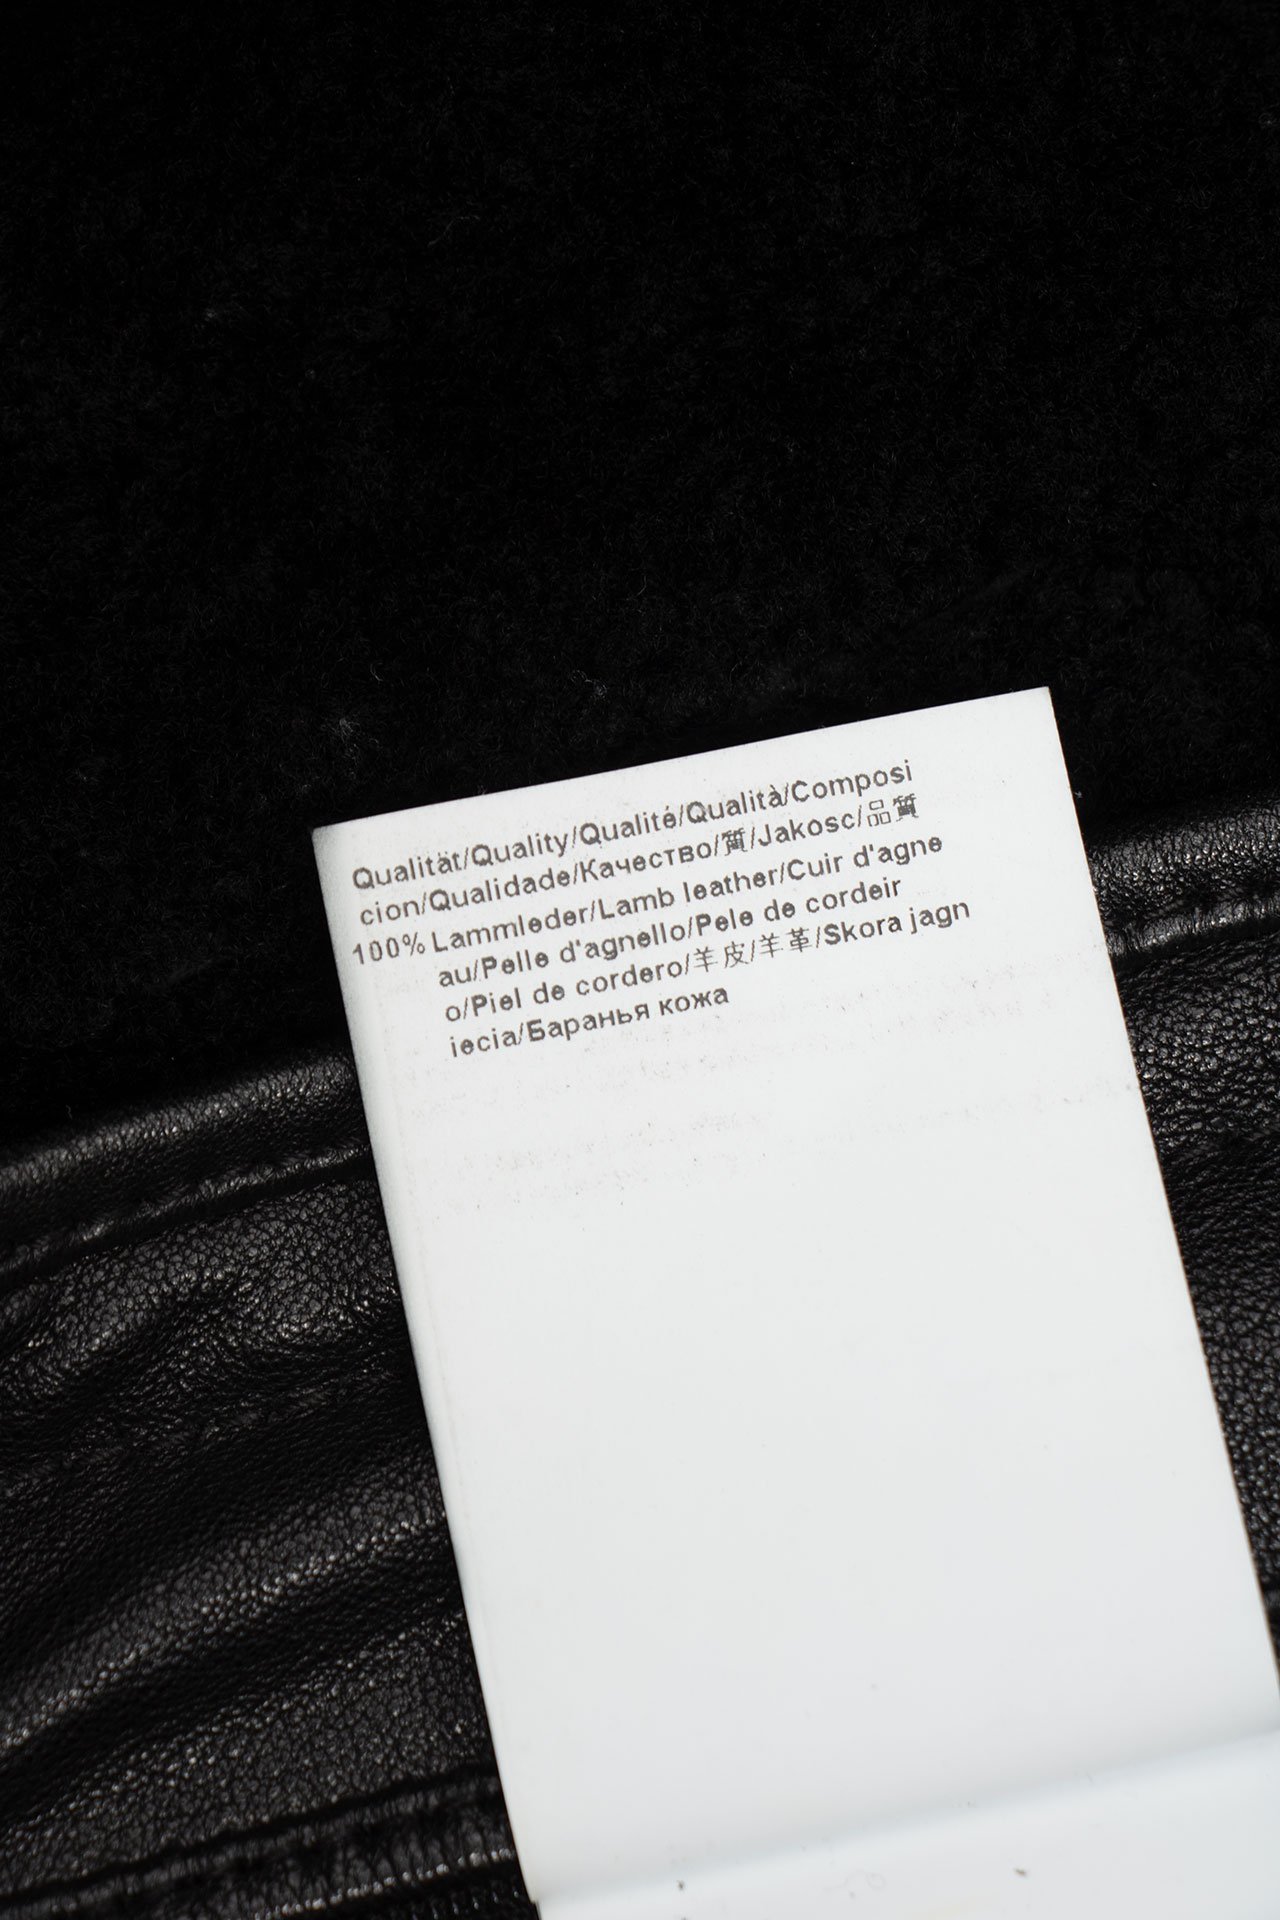 Qualität/Quality/Qualité/Qualità/Composi
cion/Qualidade/Качество/質/Jakosc/品質
100% Lammleder/Lamb leather/Cuir d'agne
au/Pelle d'agnello/Pele de cordeir
o/Piel de cordero/羊皮/羊革/Skora jagn
iecia/Баранья кожа